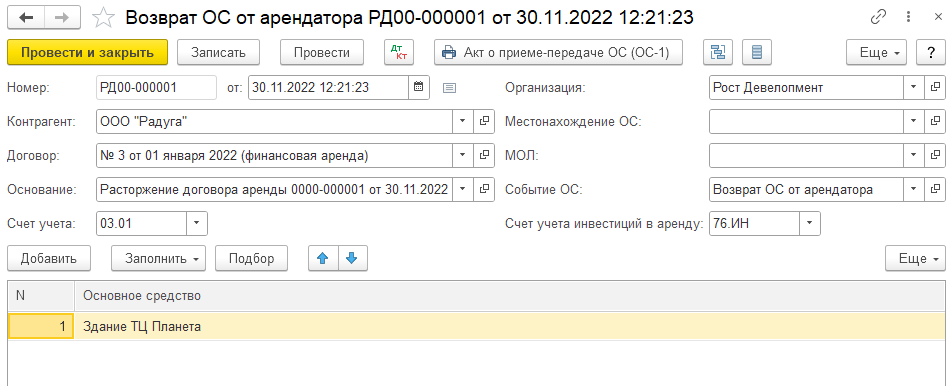 Возврат ОС от арендатора РД00-000001 от 30.11.2022 12:21:23
Провести и закрыть Записать Провести Дт Кт Акт о приеме-передаче ОС (ОС-1) Еще ?
Номер: РД00-000001 от: 30.11.2022 12:21:23 Организация: Рост Девелопмент
Контрагент: ООО "Радуга" Местонахождение ОС:
Договор: № 3 от 01 января 2022 (финансовая аренда) МОЛ:
Основание: Расторжение договора аренды 0000-000001 от 30.11.2022 Событие ОС: Возврат ОС от арендатора
Счет учета: 03.01 Счет учета инвестиций в аренду: 76.ИН
Добавить Заполнить Подбор Еще
N Основное средство
1 Здание ТЦ Планета